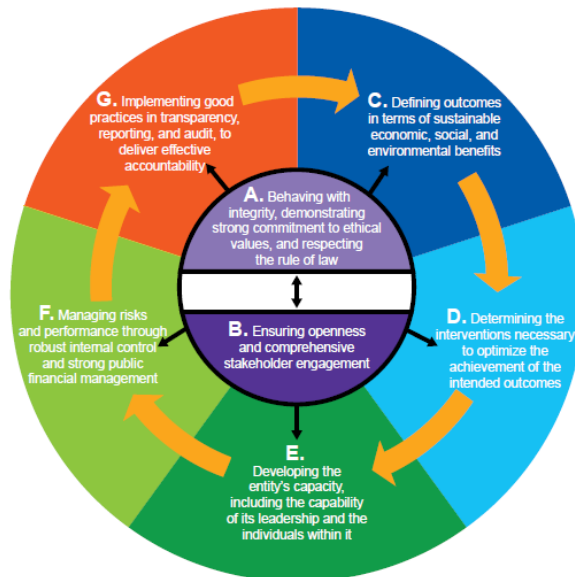 G. Implementing good
practices in transparency,
reporting, and audit, to
deliver effective
accountability
C. Defining outcomes
in terms of sustainable
economic, social, and
environmental benefits
A. Behaving with
integrity, demonstrating
strong commitment to ethical
values, and respecting
the rule of law
B. Ensuring openness
and comprehensive
stakeholder engagement
F. Managing risks
and performance through
robust internal control
and strong public
financial management
D. Determining the
interventions necessary
to optimize the
achievement of the
intended outcomes
E.
Developing the
entity's capacity,
including the capability
of its leadership and the
individuals within it